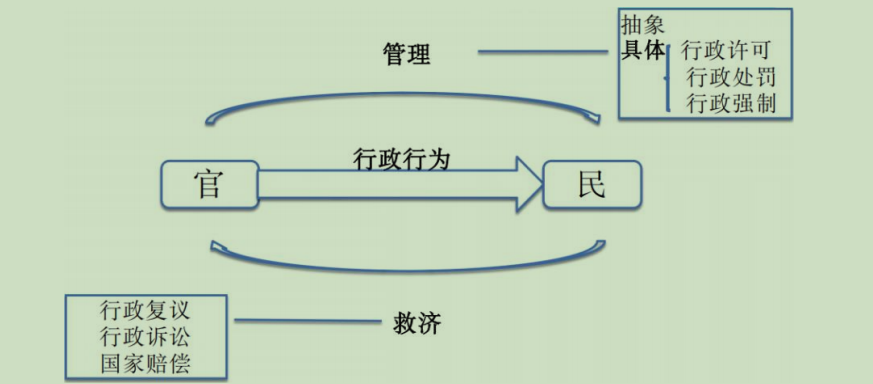 抽象
管理
具体 行政许可
行政处罚
行政强制
行政行为
官
民
行政复议
行政诉讼
国家赔偿
救济